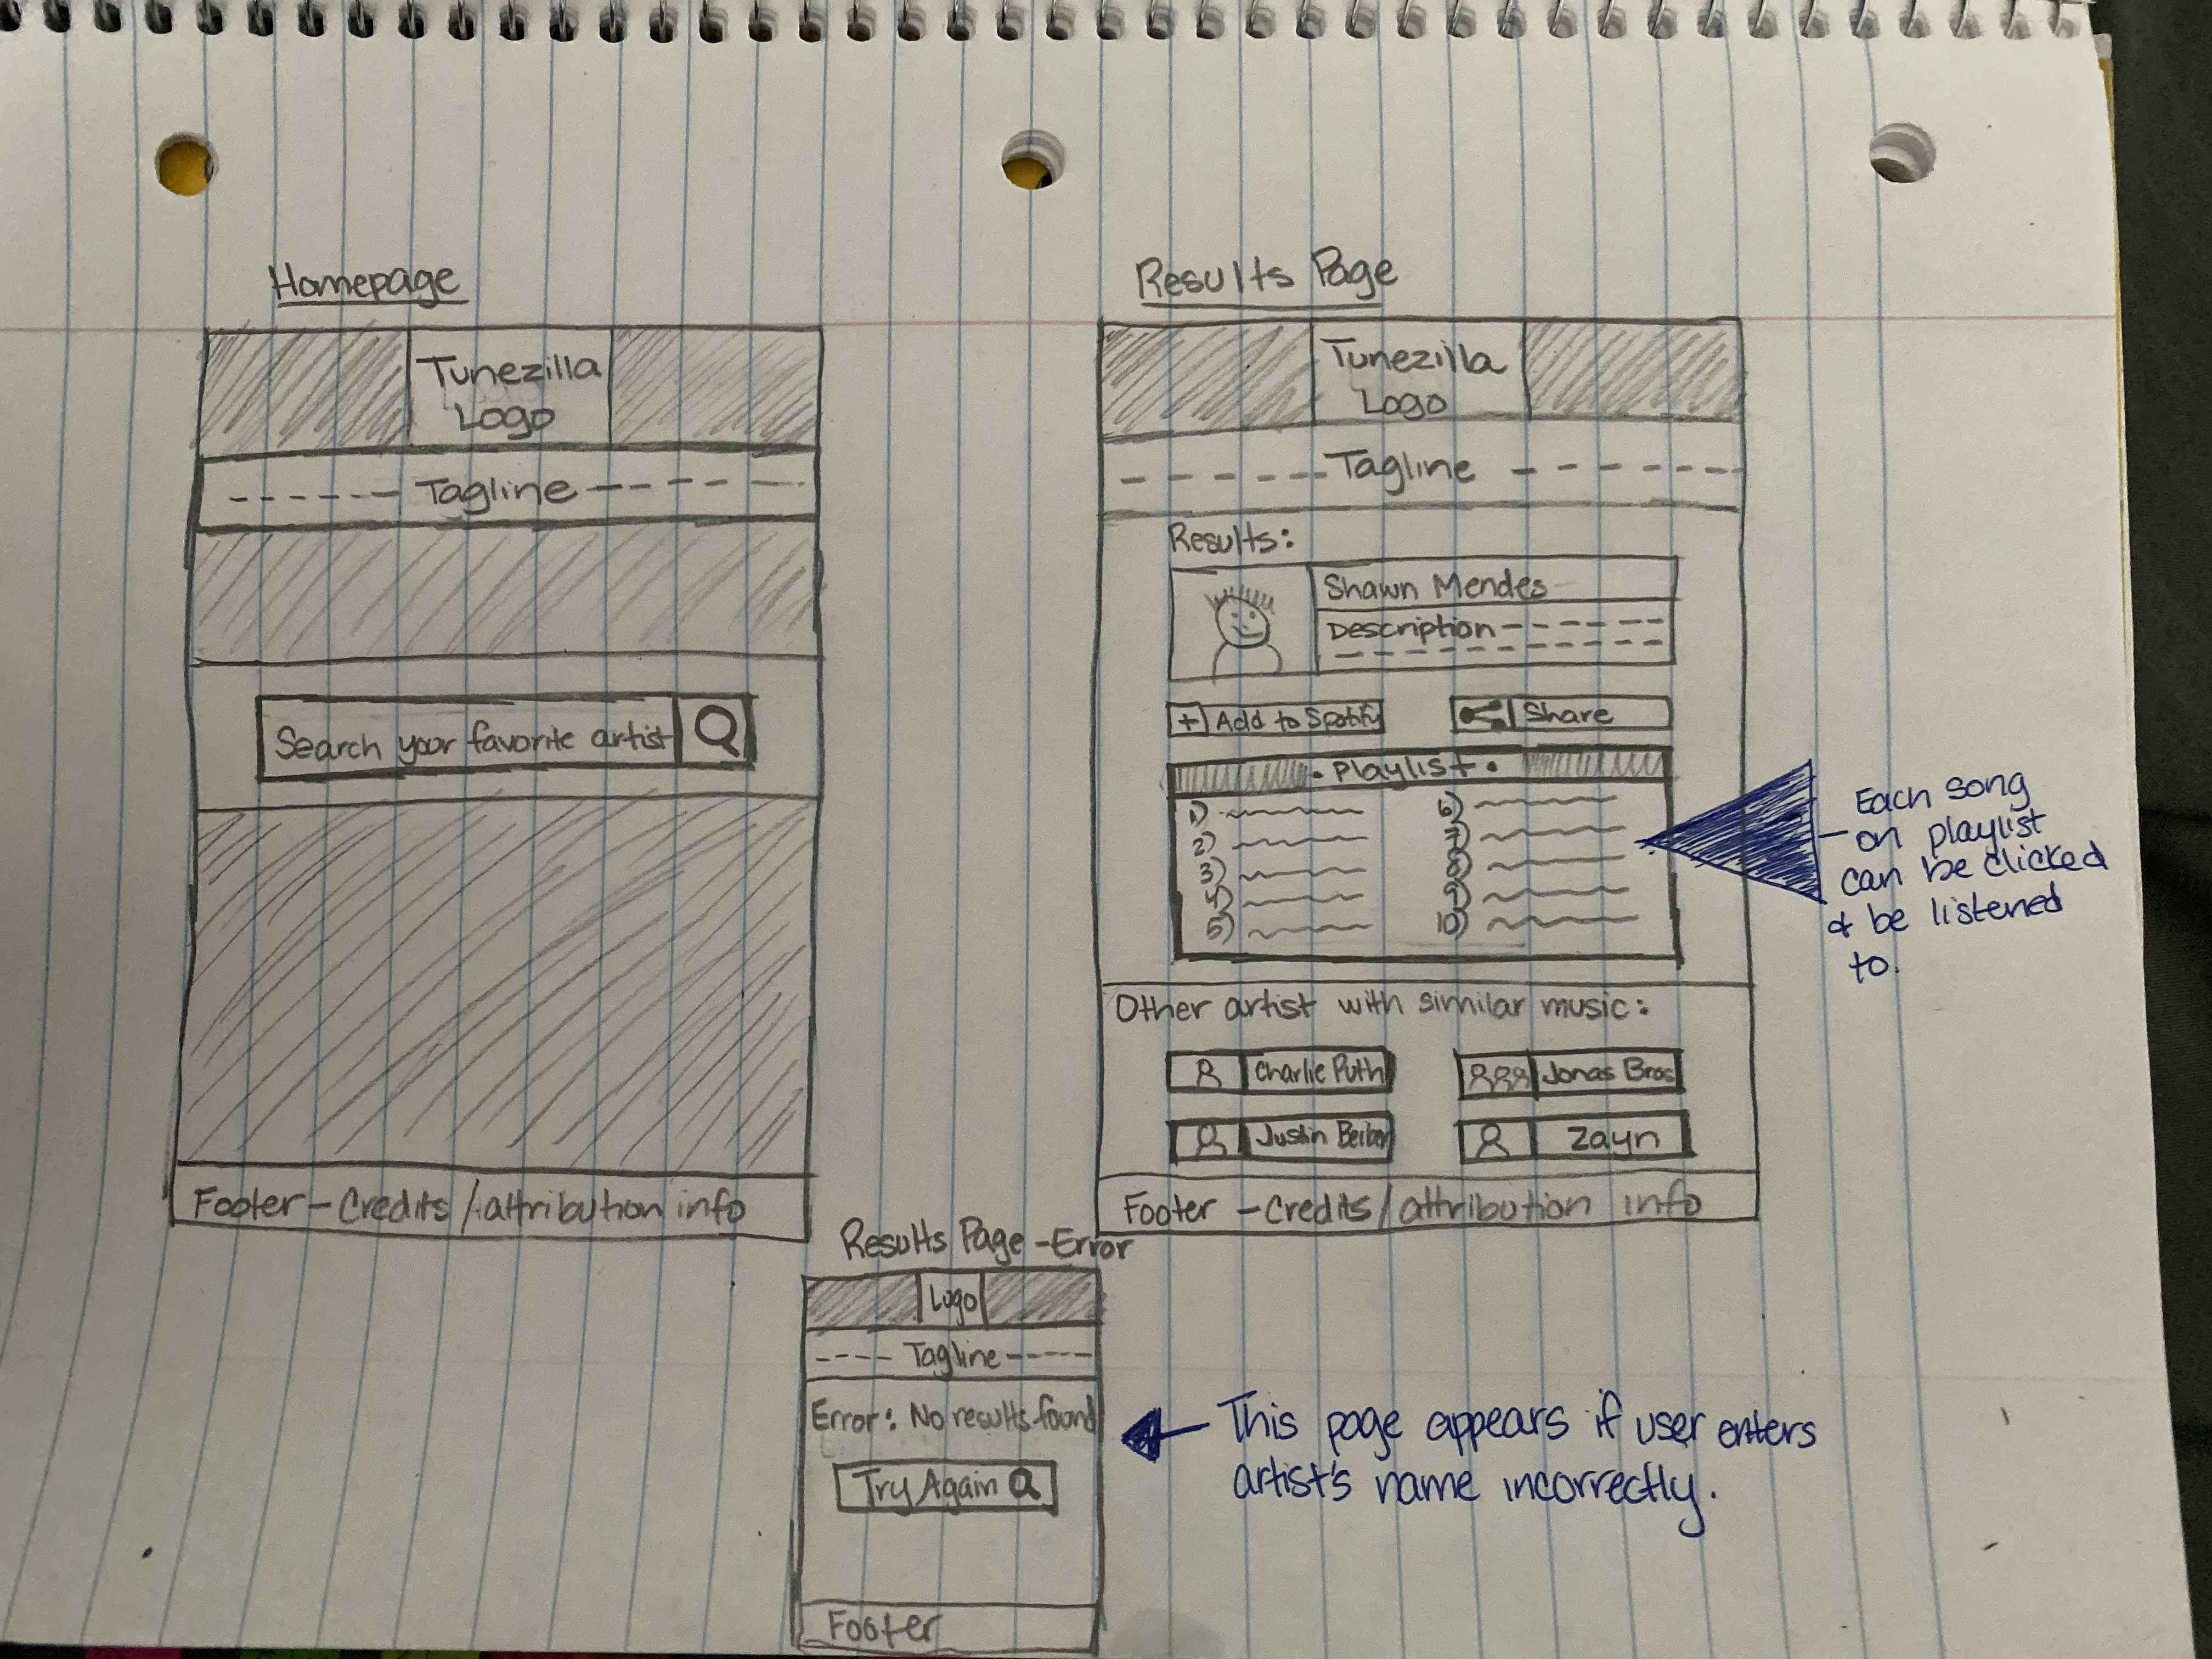 Homepage
Tunezilla
Logo
Tagline
Search your favorite artist
Footer - Credits / attribution info
Results Page
Tunezilla
Logo
Tagline
Results:
Shawn Mendes
Description
+ Add to Spotify
Share
• Playlist •
1)
2)
3)
4)
5)
6)
7)
8)
9)
10)
Each song
on playlist
can be clicked
& be listened
to.
Other artist with similar music:
Charlie Puth
Jonas Bros
Justin Beiber
Zayn
Footer - Credits / attribution info
Results Page - Error
Logo
Tagline
Error: No results found
Try Again
Footer
This page appears if user enters
artist's name incorrectly.